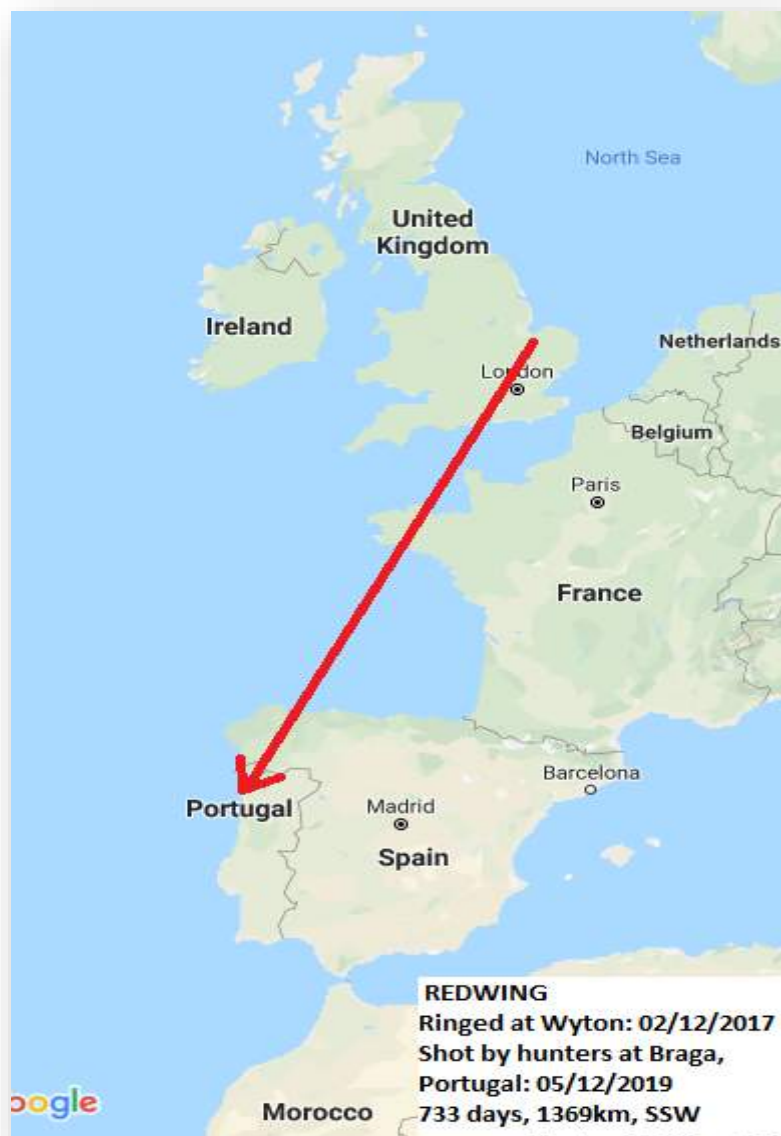 North Sea
United
Kingdom
Ireland
Netherlands
London
Belgium
Paris
France
Barcelona
Portugal
Madrid
Spain
REDWING
Ringed at Wyton: 02/12/2017
Shot by hunters at Braga,
Portugal: 05/12/2019
733 days, 1369km, SSW
oogle
Morocco